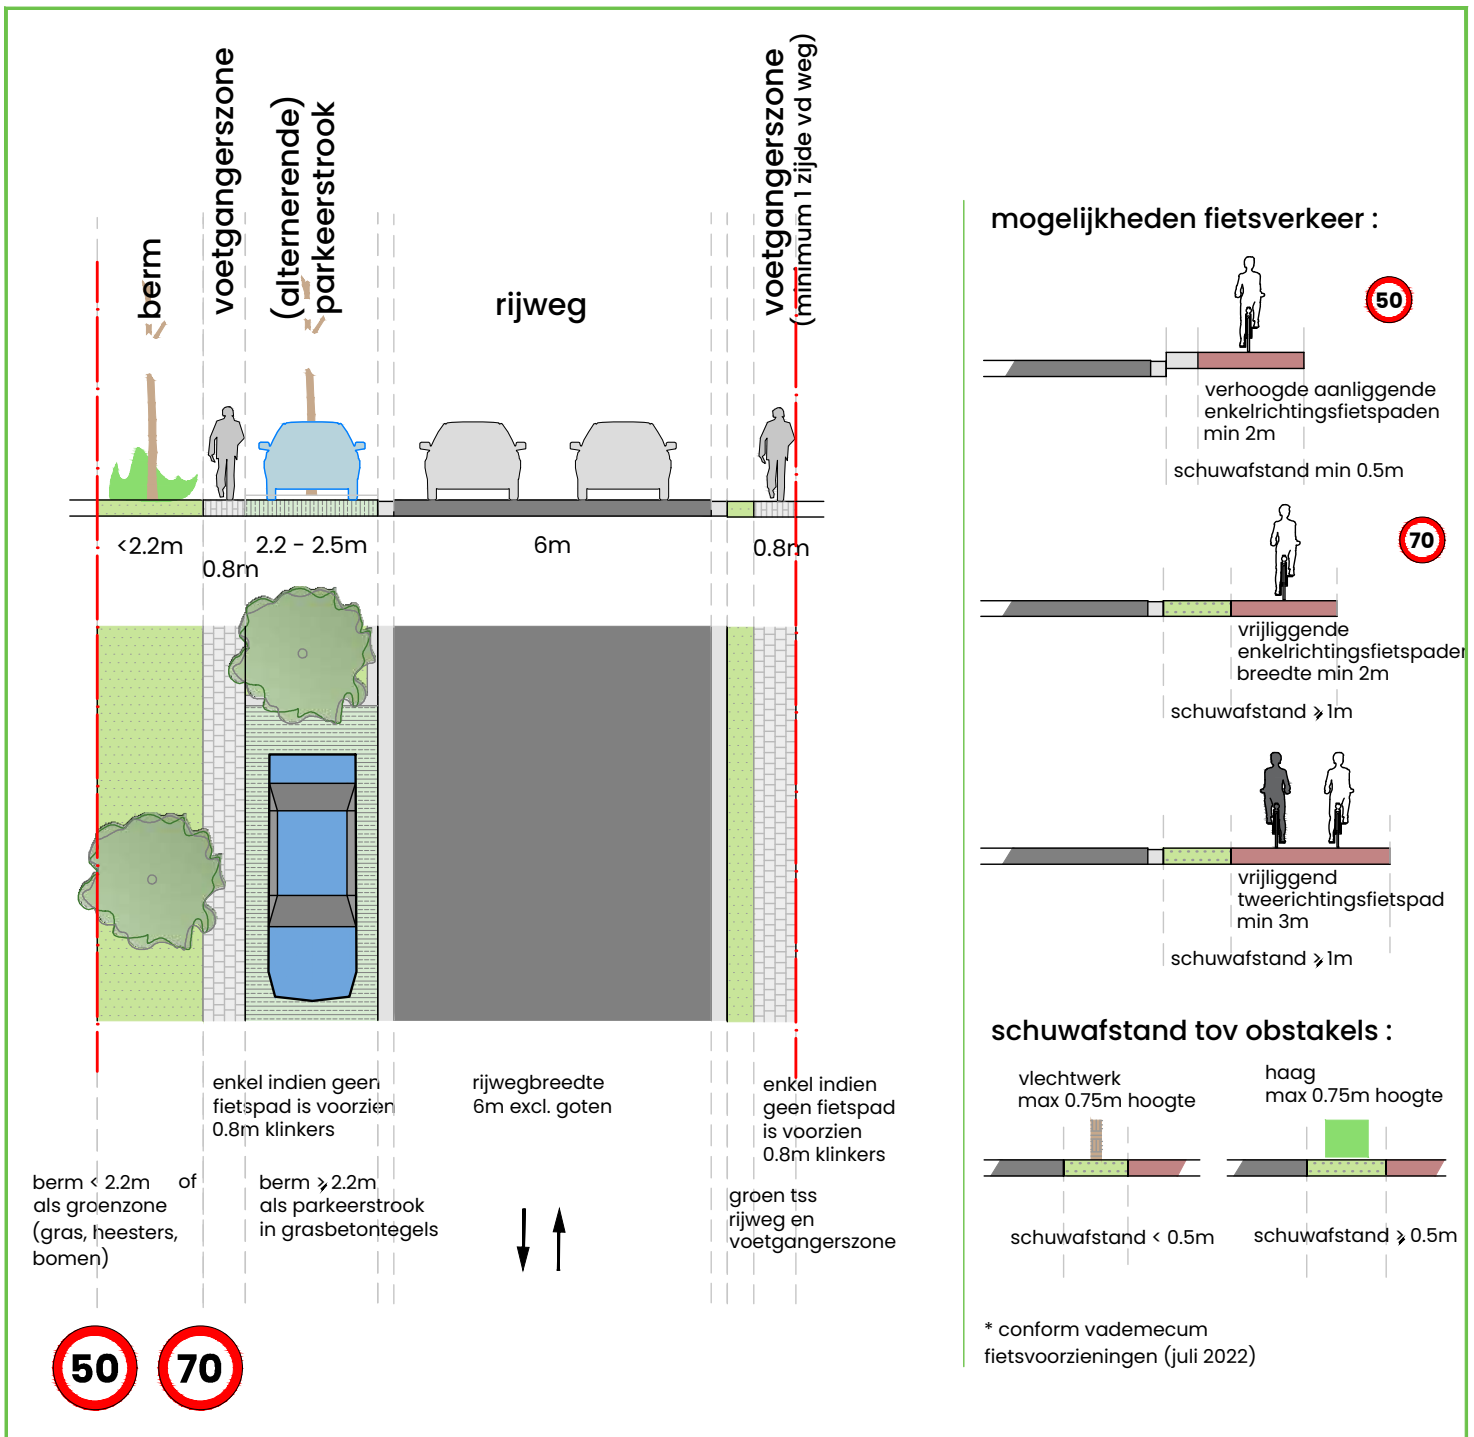 berm
voetgangerszone
(alternerende)
parkeerstrook
rijweg
voetgangerszone
(minimum 1 zijde vd weg)
<2.2m
0.8m
2.2 - 2.5m
6m
0.8m
enkel indien geen
fietspad is voorzien
0.8m klinkers
rijwegbreedte
6m excl. goten
enkel indien
geen fietspad
is voorzien
0.8m klinkers
berm < 2.2m of
als groenzone
(gras, heesters,
bomen)
berm ⩾ 2.2m
als parkeerstrook
in grasbetontegels
groen tss
rijweg en
voetgangerszone
50
70
mogelijkheden fietsverkeer :
50
verhoogde aanliggende
enkelrichtingsfietspaden
min 2m
schuwafstand min 0.5m
70
vrijliggende
enkelrichtingsfietspaden
breedte min 2m
schuwafstand ⩾ 1m
vrijliggend
tweerichtingsfietspad
min 3m
schuwafstand ⩾ 1m
schuwafstand tov obstakels :
vlechtwerk
max 0.75m hoogte
schuwafstand < 0.5m
haag
max 0.75m hoogte
schuwafstand ⩾ 0.5m
* conform vademecum
fietsvoorzieningen (juli 2022)